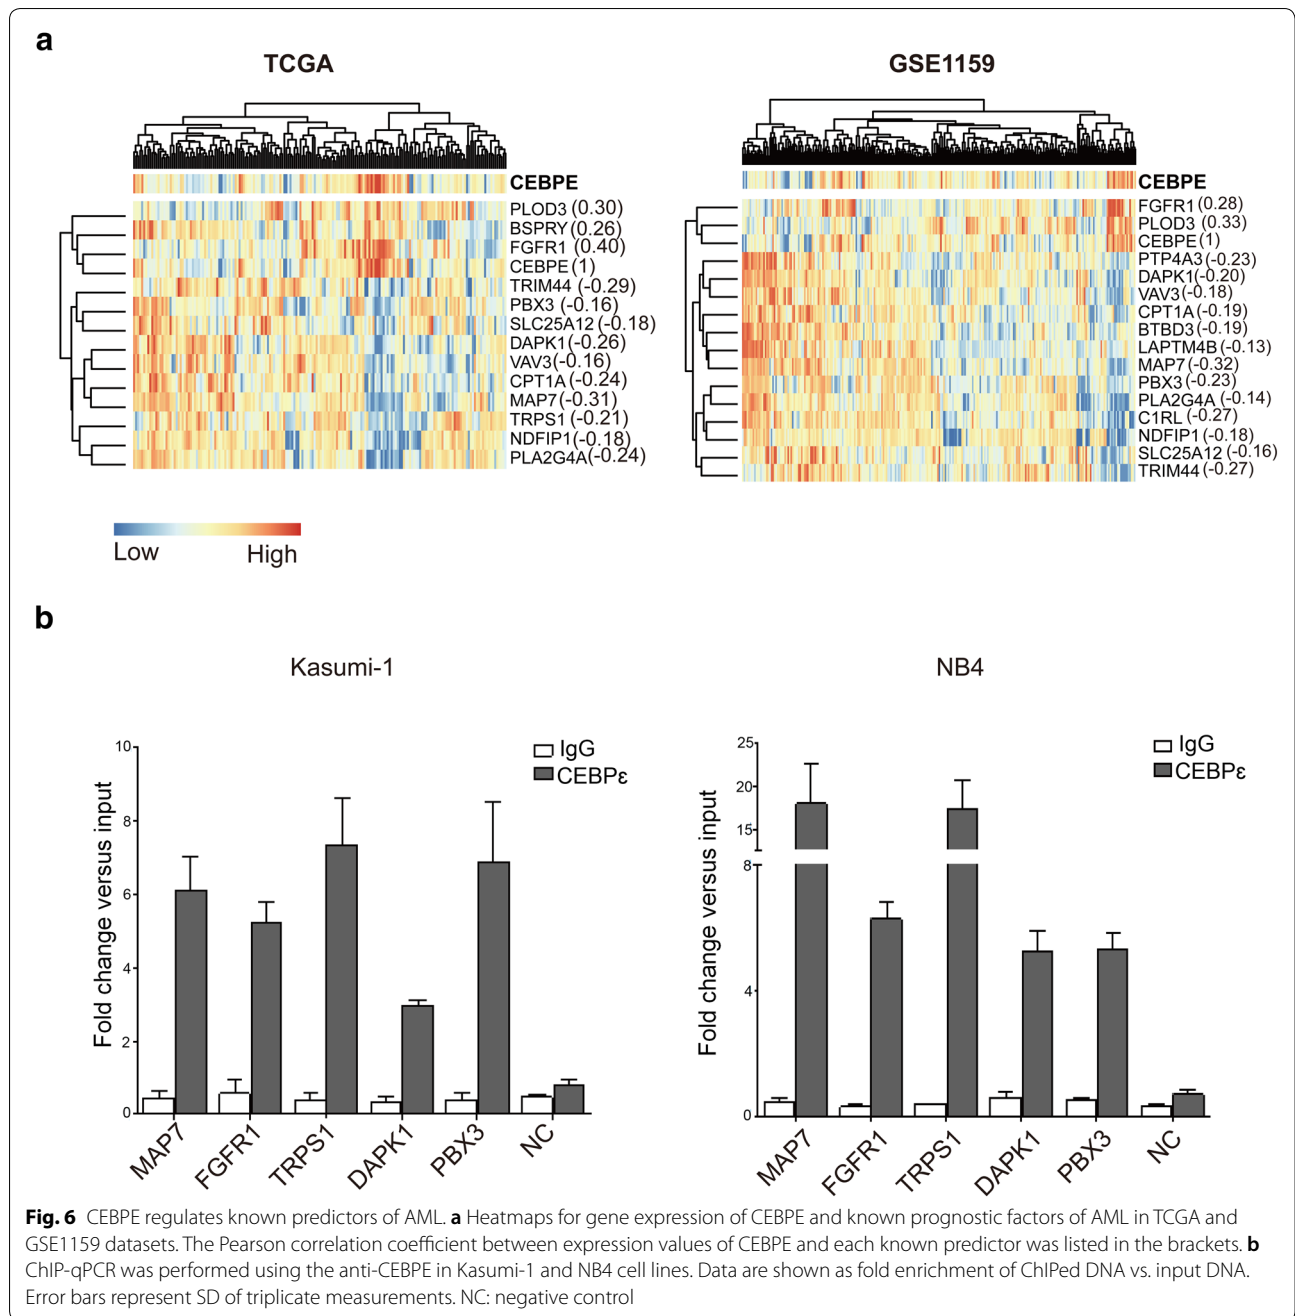 a
TCGA
CEBPE
PLOD3 (0.30)
BSPRY (0.26)
FGFR1 (0.40)
CEBPE (1)
TRIM44 (-0.29)
PBX3 (-0.16)
SLC25A12 (-0.18)
DAPK1 (-0.26)
VAV3 (-0.16)
CPT1A (-0.24)
MAP7 (-0.31)
TRPS1 (-0.21)
NDFIP1 (-0.18)
PLA2G4A (-0.24)
Low High
GSE1159
CEBPE
FGFR1 (0.28)
PLOD3 (0.33)
CEBPE (1)
PTP4A3 (-0.23)
DAPK1(-0.20)
VAV3 (-0.18)
CPT1A (-0.19)
BTBD3 (-0.19)
LAPTM4B (-0.13)
MAP7 (-0.32)
PBX3 (-0.23)
PLA2G4A (-0.14)
C1RL (-0.27)
NDFIP1 (-0.18)
SLC25A12 (-0.16)
TRIM44 (-0.27)
b
Kasumi-1
IgG
CEBPε
Fold change versus input
10
8
6
4
2
0
MAP7 FGFR1 TRPS1 DAPK1 PBX3 NC
NB4
IgG
CEBPε
Fold change versus input
25
20
15
8
4
0
MAP7 FGFR1 TRPS1 DAPK1 PBX3 NC
Fig. 6 CEBPE regulates known predictors of AML. a Heatmaps for gene expression of CEBPE and known prognostic factors of AML in TCGA and
GSE1159 datasets. The Pearson correlation coefficient between expression values of CEBPE and each known predictor was listed in the brackets. b
ChIP-qPCR was performed using the anti-CEBPE in Kasumi-1 and NB4 cell lines. Data are shown as fold enrichment of ChIPed DNA vs. input DNA.
Error bars represent SD of triplicate measurements. NC: negative control